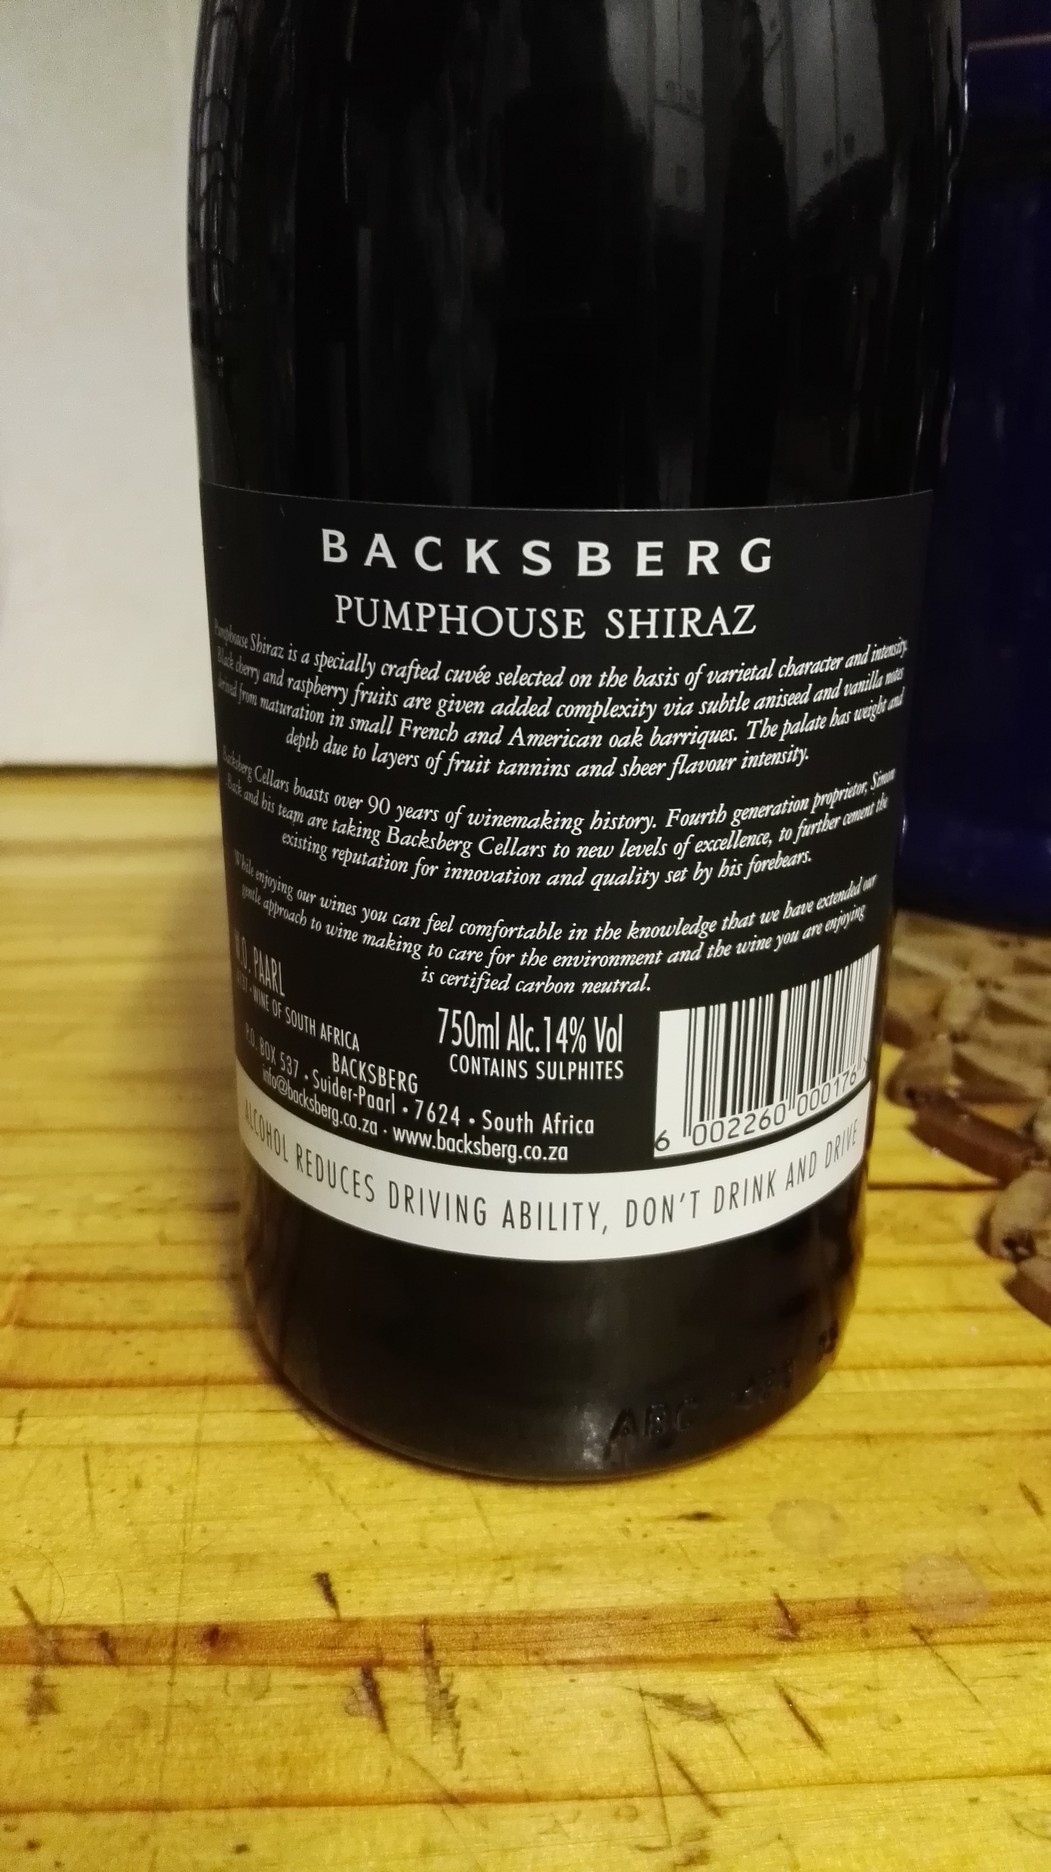 BACKSBERG
PUMPHOUSE SHIRAZ
Pumphouse Shiraz is a specially crafted cuvée selected on the basis of varietal character and intensity.
Black cherry and raspberry fruits are given added complexity via subtle aniseed and vanilla notes
derived from maturation in small French and American oak barriques. The palate has weight and
depth due to layers of fruit tannins and sheer flavour intensity.
Backsberg Cellars boasts over 90 years of winemaking history. Fourth generation proprietor, Simon
Back and his team are taking Backsberg Cellars to new levels of excellence, to further cement the
existing reputation for innovation and quality set by his forebears.
While enjoying our wines you can feel comfortable in the knowledge that we have extended our
gentle approach to wine making to care for the environment and the wine you are enjoying
is certified carbon neutral.
W.O. PAARL
WINE OF SOUTH AFRICA
750ml Alc.14% Vol
CONTAINS SULPHITES
BACKSBERG
P.O. BOX 537 • Suider-Paarl • 7624 • South Africa
info@backsberg.co.za • www.backsberg.co.za
6 002260 000176
ALCOHOL REDUCES DRIVING ABILITY, DON'T DRINK AND DRIVE
ABC